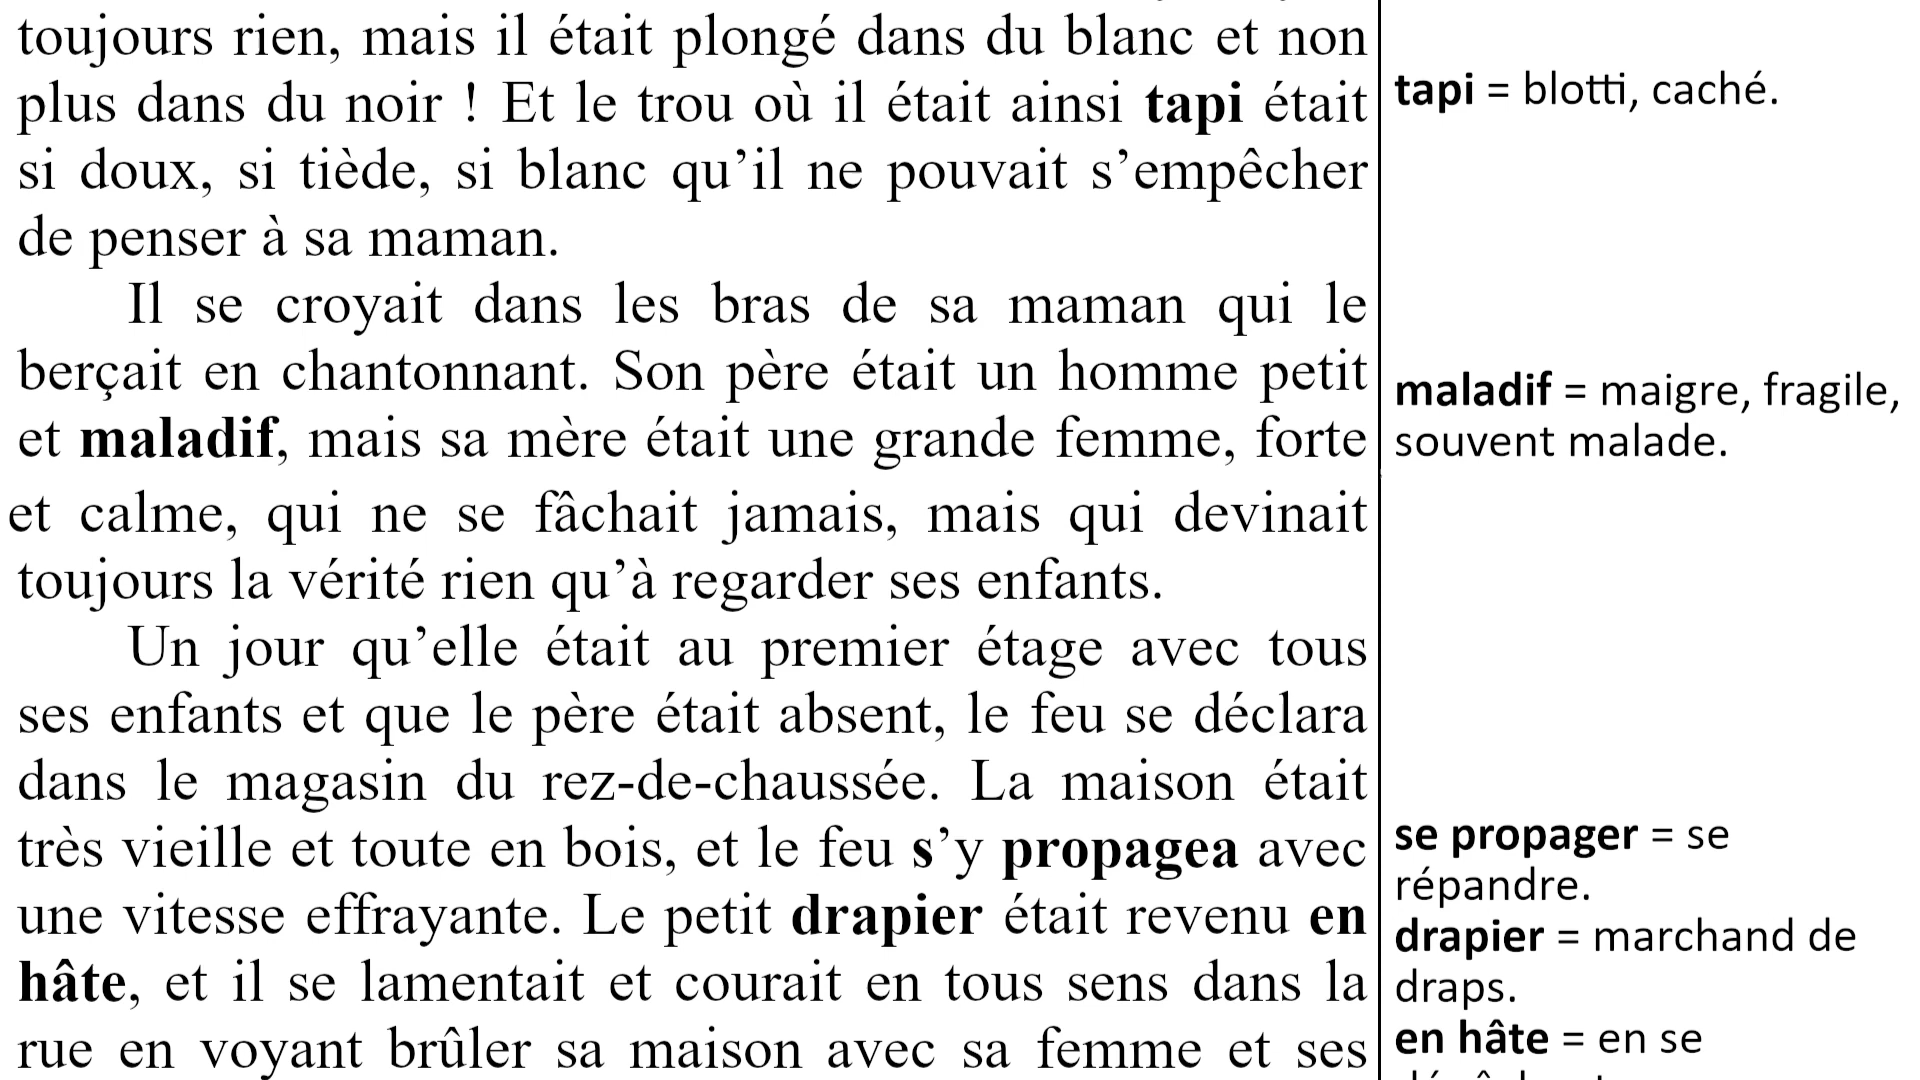 toujours rien, mais il était plongé dans du blanc et non
plus dans du noir ! Et le trou où il était ainsi tapi était
si doux, si tiède, si blanc qu’il ne pouvait s’empêcher
de penser à sa maman.
Il se croyait dans les bras de sa maman qui le
berçait en chantonnant. Son père était un homme petit
et maladif, mais sa mère était une grande femme, forte
et calme, qui ne se fâchait jamais, mais qui devinait
toujours la vérité rien qu’à regarder ses enfants.
Un jour qu’elle était au premier étage avec tous
ses enfants et que le père était absent, le feu se déclara
dans le magasin du rez-de-chaussée. La maison était
très vieille et toute en bois, et le feu s’y propagea avec
une vitesse effrayante. Le petit drapier était revenu en
hâte, et il se lamentait et courait en tous sens dans la
rue en voyant brûler sa maison avec sa femme et ses
tapi = blotti, caché.
maladif = maigre, fragile,
souvent malade.
se propager = se
répandre.
drapier = marchand de
draps.
en hâte = en se